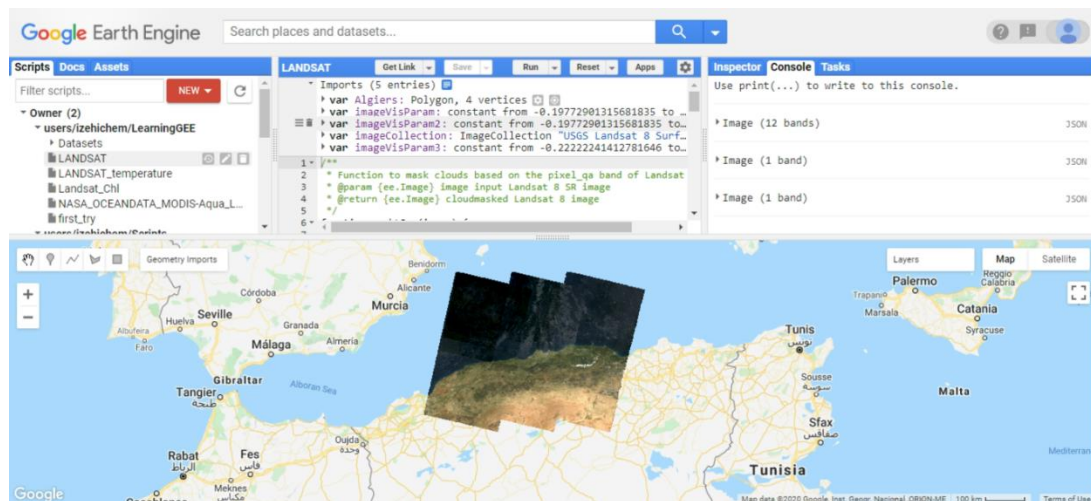 Google Earth Engine
Search places and datasets...
Scripts Docs Assets
Filter scripts...
NEW
Owner (2)
users/izehichem/LearningGEE
Datasets
LANDSAT
LANDSAT_temperature
Landsat_Chl
NASA_OCEANDATA_MODIS-Aqua_L...
first_try
users/izehichem/Scripts
LANDSAT
Get Link
Save
Run
Reset
Apps
Imports (5 entries)
var Algiers: Polygon, 4 vertices
var imageVisParam: constant from -0.19772901315681835 to ...
var imageVisParam2: constant from -0.19772901315681835 to...
var imageCollection: ImageCollection "USGS Landsat 8 Surf...
var imageVisParam3: constant from -0.22222241412781646 to...
1 /**
2 * Function to mask clouds based on the pixel_qa band of Landsat
3 * @param {ee.Image} image input Landsat 8 SR image
4 * @return {ee.Image} cloudmasked Landsat 8 image
5 */
6
Inspector Console Tasks
Use print(...) to write to this console.
Image (12 bands) JSON
Image (1 band) JSON
Image (1 band) JSON
Geometry Imports
Layers
Map
Satellite
+
−
Benidorm
Alicante
Murcia
Córdoba
Seville
Huelva
Albufeira
Faro
Granada
Málaga
Almería
Gibraltar
Alboran Sea
Tangier
طنجة
Rabat
الرباط
Fes
فاس
Meknes
مكناس
Oujda
وجدة
Casablanca
Palermo
Trapani
Marsala
Reggio
Calabria
Catania
Syracuse
Tunis
تونس
Sousse
سوسة
Malta
Sfax
صفاقس
Tunisia
Mediterran
Google
Map data ©2020 Google, Inst. Geogr. Nacional, ORION-ME
100 km
Terms of Use